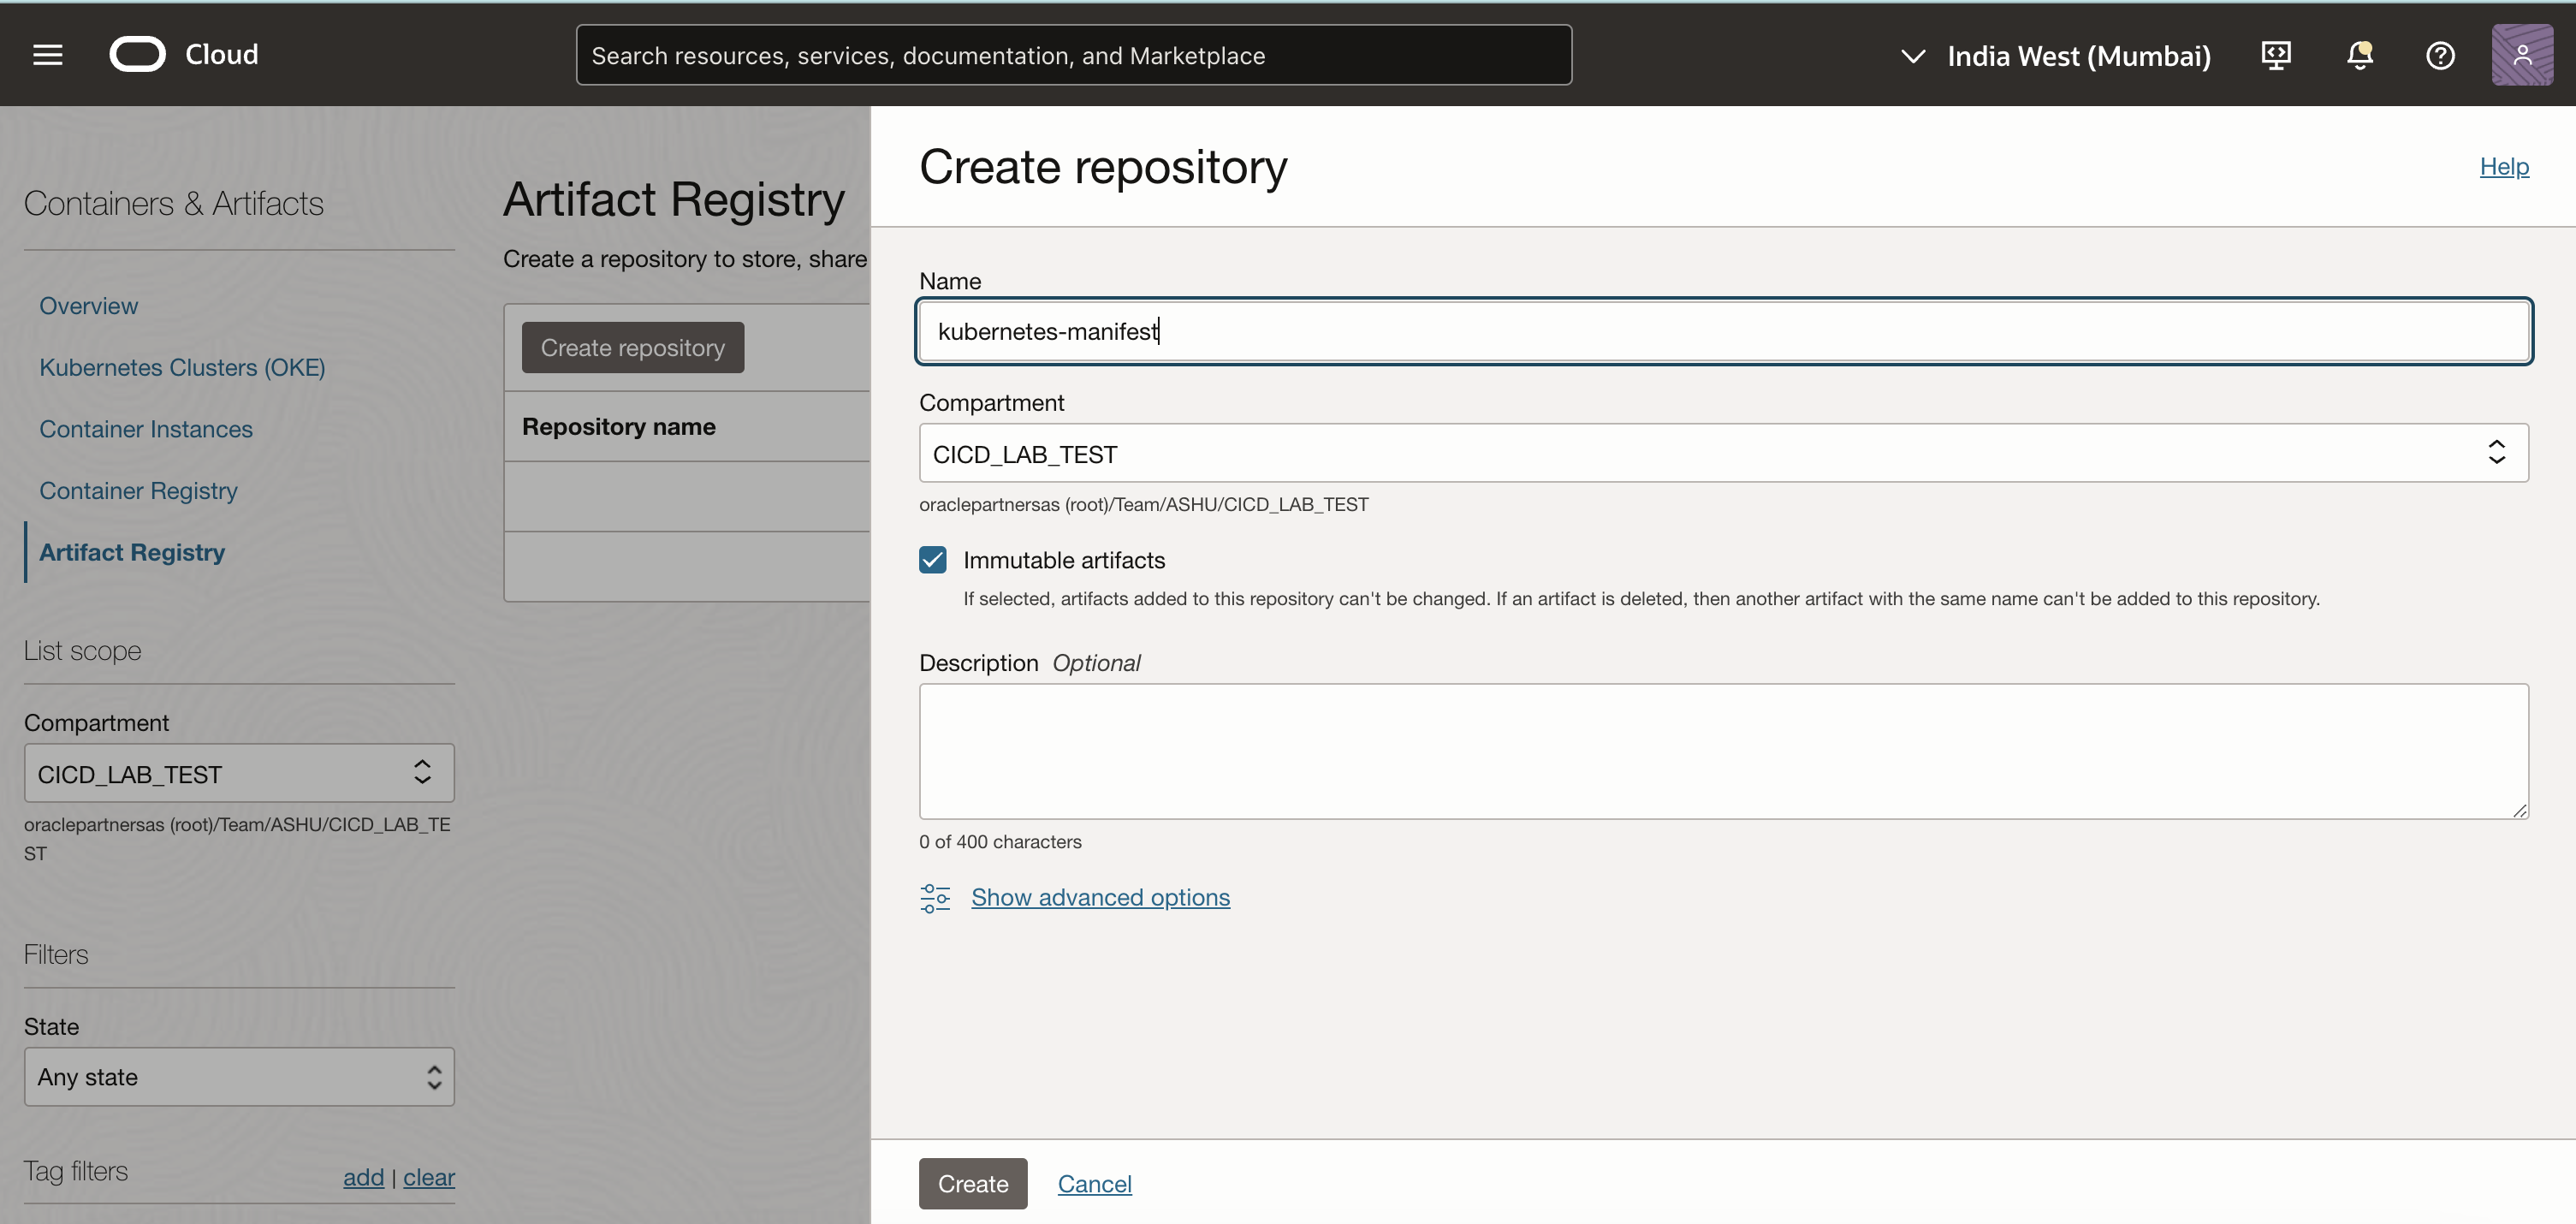 Cloud
Search resources, services, documentation, and Marketplace
India West (Mumbai)
Containers & Artifacts
Overview
Kubernetes Clusters (OKE)
Container Instances
Container Registry
Artifact Registry
List scope
Compartment
CICD_LAB_TEST
oraclepartnersas (root)/Team/ASHU/CICD_LAB_TE
ST
Filters
State
Any state
Tag filters
add | clear
Artifact Registry
Create a repository to store, share
Create repository
Repository name
Create repository
Help
Name
kubernetes-manifest
Compartment
CICD_LAB_TEST
oraclepartnersas (root)/Team/ASHU/CICD_LAB_TEST
Immutable artifacts
If selected, artifacts added to this repository can't be changed. If an artifact is deleted, then another artifact with the same name can't be added to this repository.
Description Optional
0 of 400 characters
Show advanced options
Create
Cancel